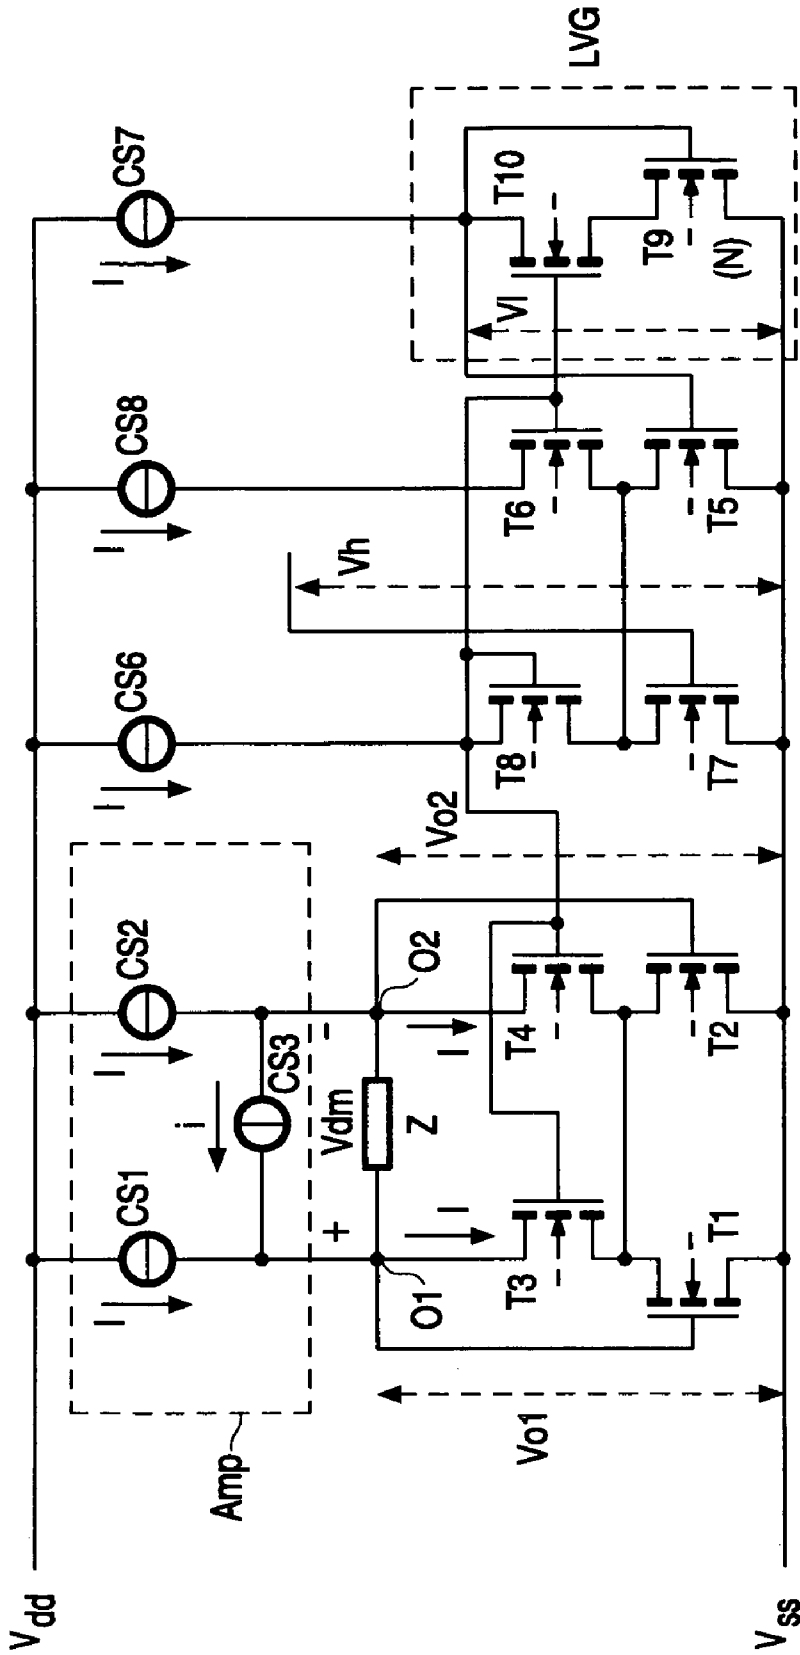 Vdd
CS1
CS2
CS6
CS8
CS7
I
I
I
I
I
Amp
i
CS3
O1
+
Vdm
-
O2
Z
I
I
Vo1
Vo2
Vh
Vl
LVG
T3
T4
T8
T6
T10
T1
T2
T7
T5
T9
(N)
Vss